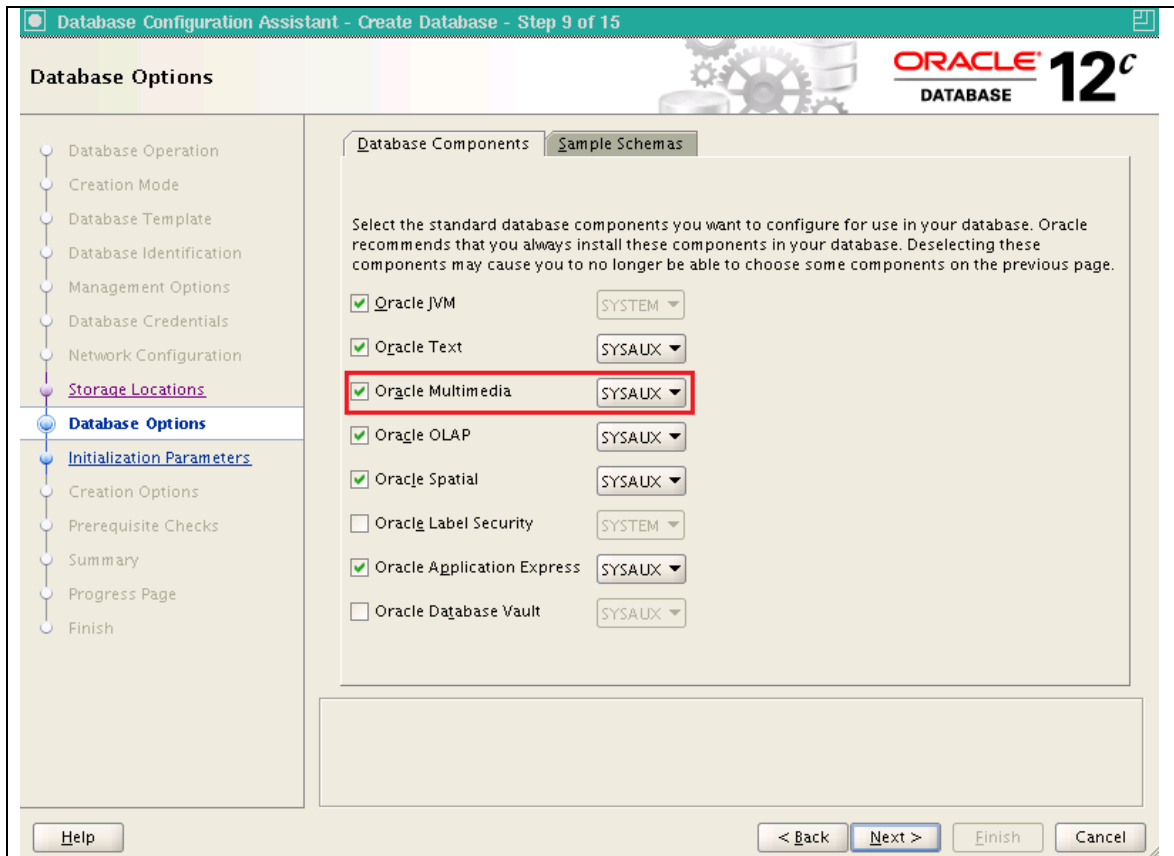 Database Configuration Assistant - Create Database - Step 9 of 15
Database Options
ORACLE
DATABASE
12c
Database Operation
Creation Mode
Database Template
Database Identification
Management Options
Database Credentials
Network Configuration
Storage Locations
Database Options
Initialization Parameters
Creation Options
Prerequisite Checks
Summary
Progress Page
Finish
Database Components
Sample Schemas
Select the standard database components you want to configure for use in your database. Oracle
recommends that you always install these components in your database. Deselecting these
components may cause you to no longer be able to choose some components on the previous page.
Oracle JVM SYSTEM
Oracle Text SYSAUX
Oracle Multimedia SYSAUX
Oracle OLAP SYSAUX
Oracle Spatial SYSAUX
Oracle Label Security SYSTEM
Oracle Application Express SYSAUX
Oracle Database Vault SYSAUX
Help
< Back
Next >
Finish
Cancel